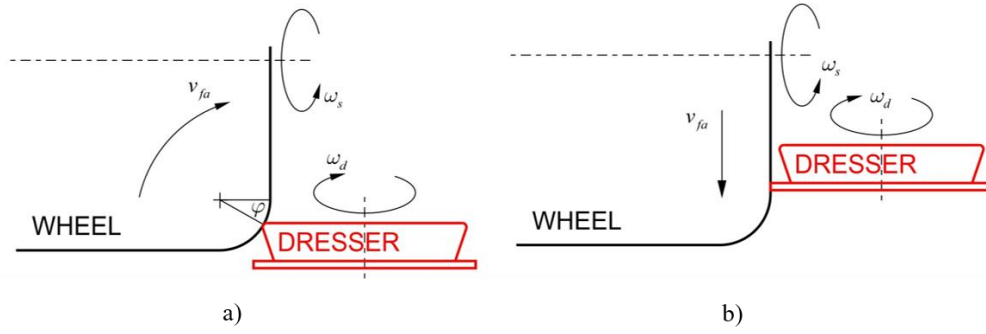 v_fa
ω_s
ω_d
φ
WHEEL
DRESSER
a)
v_fa
ω_s
ω_d
DRESSER
WHEEL
b)